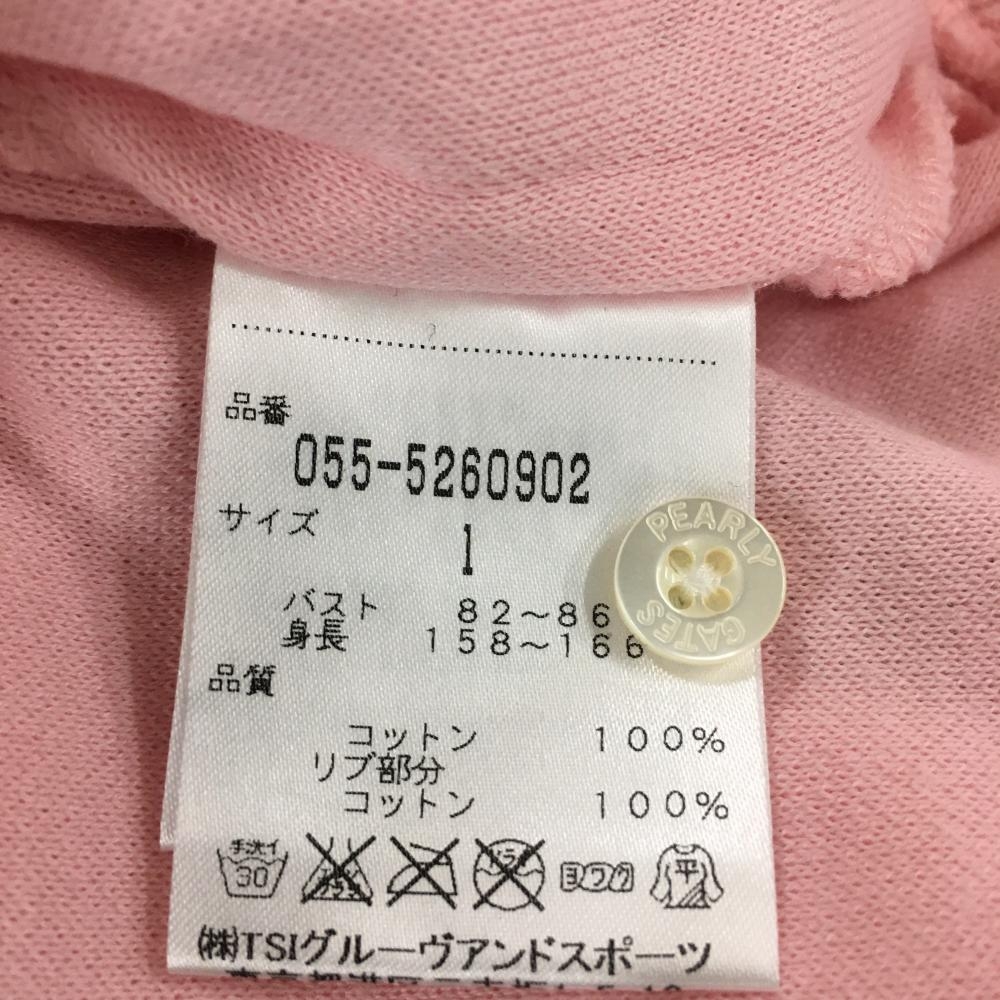 品番
055-5260902
サイズ
1
バスト 82～86
身長 158～166
品質
コットン 100%
リブ部分
コットン 100%
手洗イ
30
ヨワク
平
㈱TSIグルーヴアンドスポーツ
PEARLY
GATES